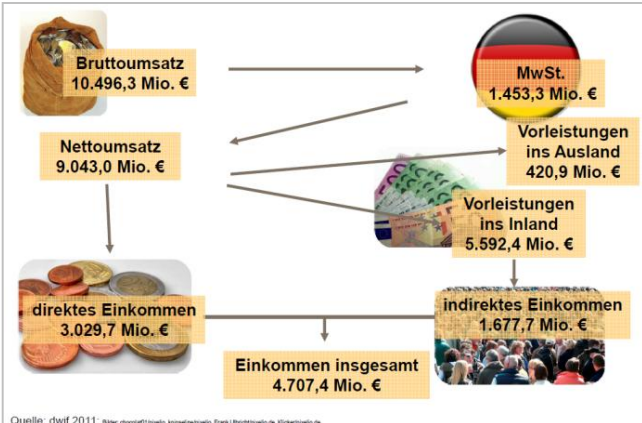 Bruttoumsatz
10.496,3 Mio. €
MwSt.
1.453,3 Mio. €
Nettoumsatz
9.043,0 Mio. €
Vorleistungen
ins Ausland
420,9 Mio. €
Vorleistungen
ins Inland
5.592,4 Mio. €
direktes Einkommen
3.029,7 Mio. €
indirektes Einkommen
1.677,7 Mio. €
Einkommen insgesamt
4.707,4 Mio. €
Quelle: dwif 2011;